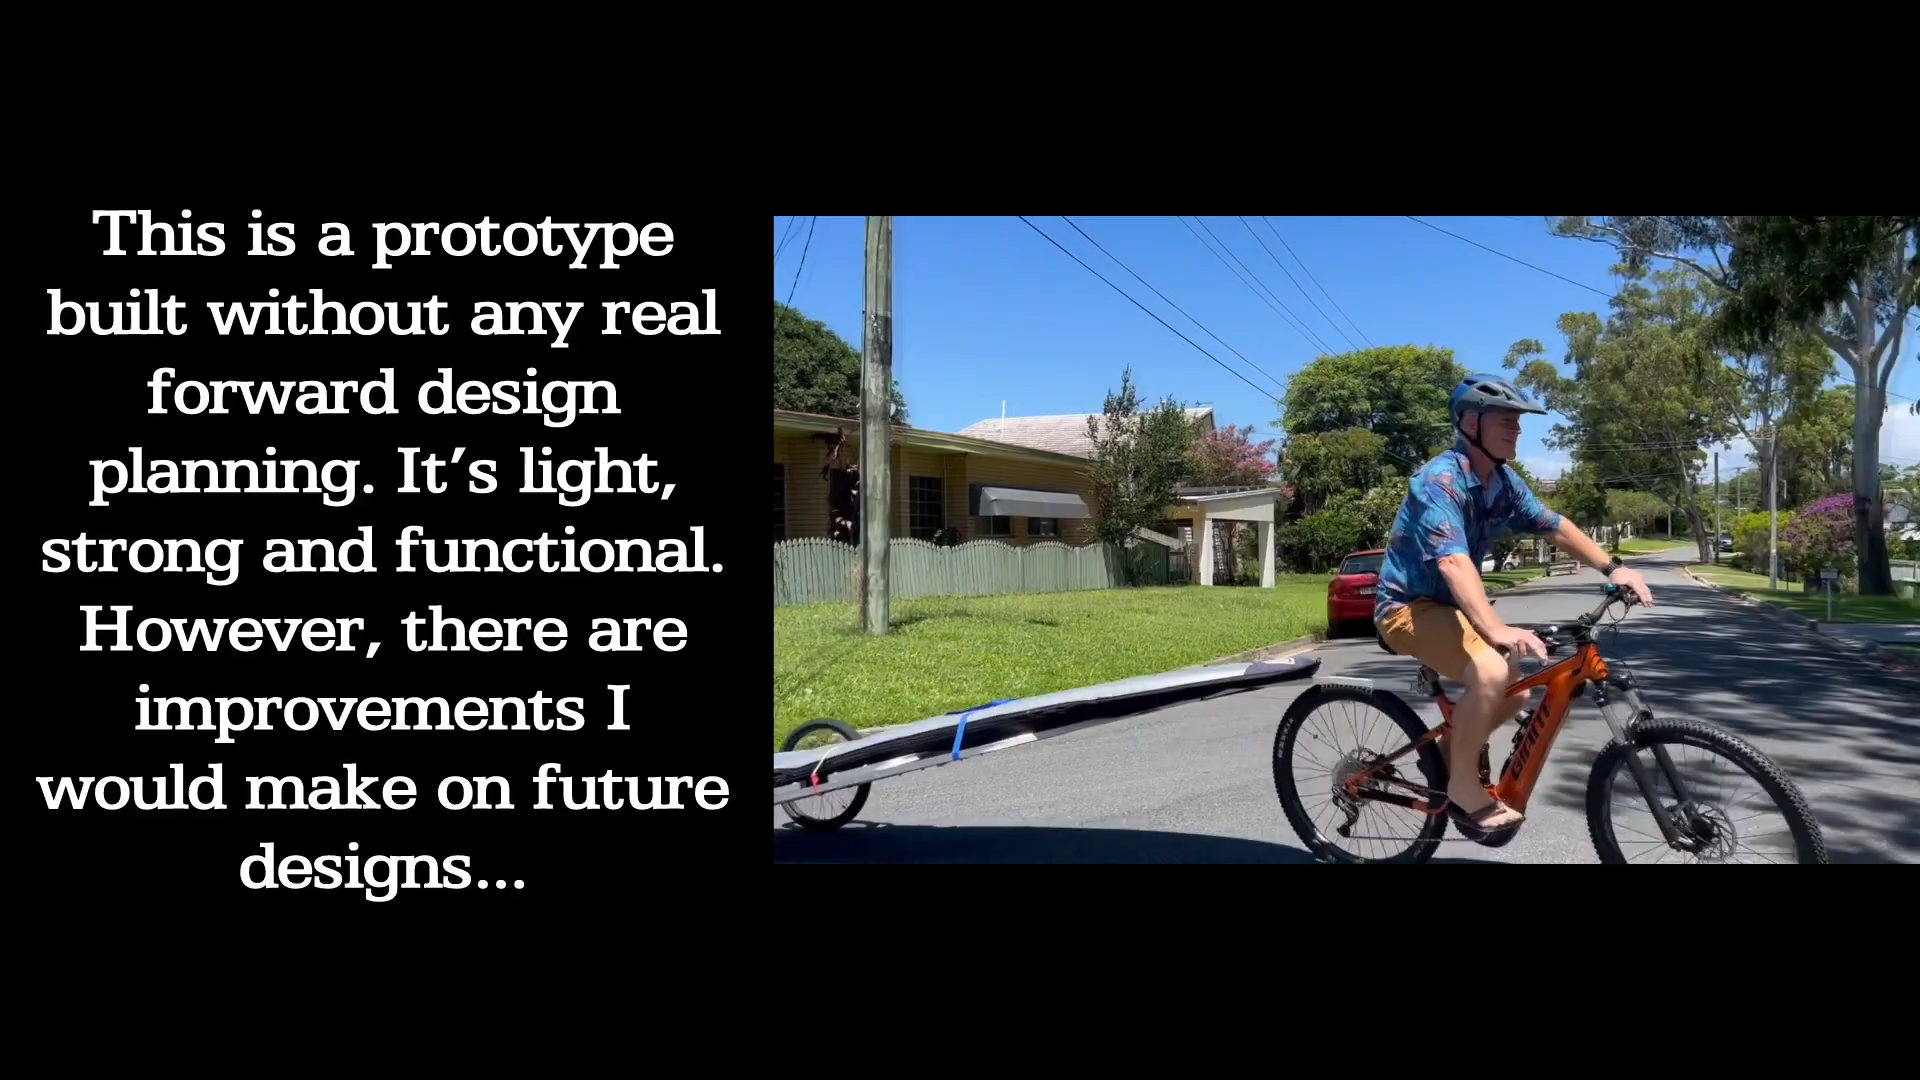 This is a prototype
built without any real
forward design
planning. It’s light,
strong and functional.
However, there are
improvements I
would make on future
designs...
GIANT